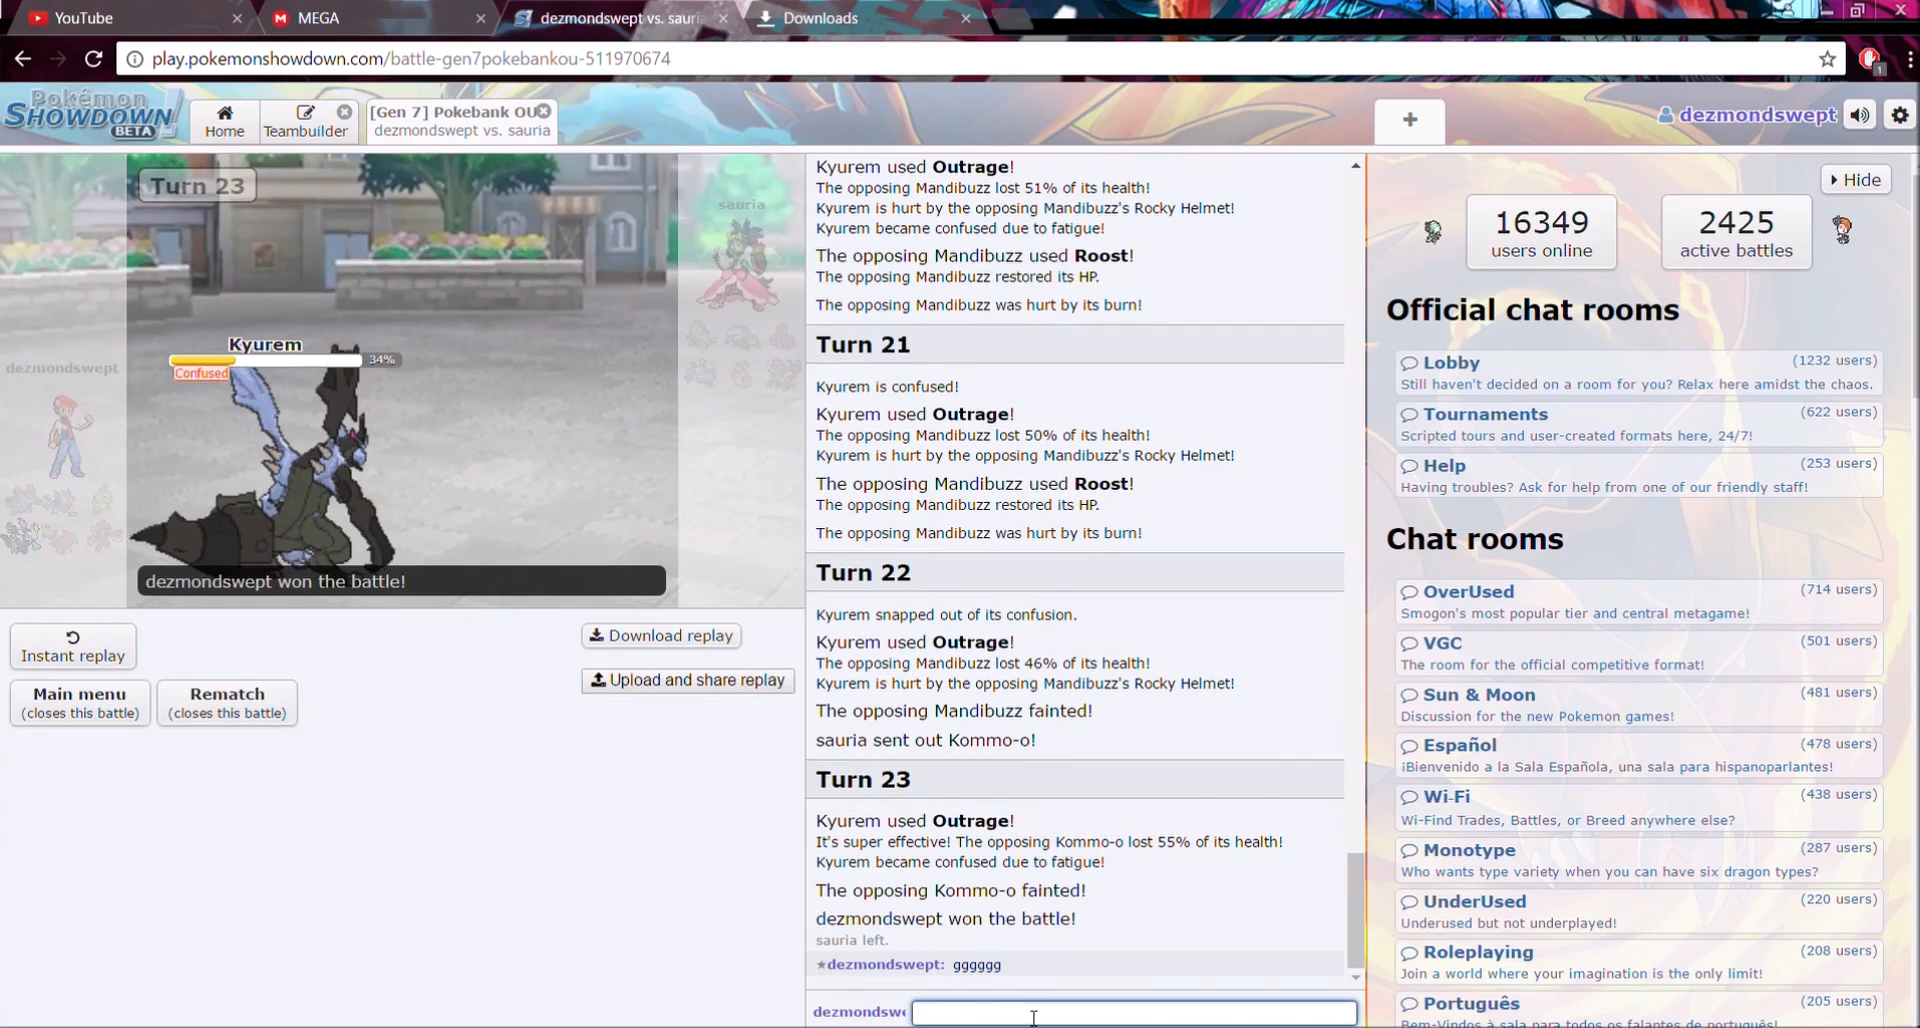 YouTube
MEGA
dezmondswept vs. sauri
Downloads
play.pokemonshowdown.com/battle-gen7pokebankou-511970674
1
Pokémon
SHOWDOWN
BETA
Home
Teambuilder
[Gen 7] Pokebank OU
dezmondswept vs. sauria
+
dezmondswept
Turn 23
sauria
dezmondswept
Kyurem
34%
Confused
dezmondswept won the battle!
Instant replay
Download replay
Upload and share replay
Main menu
(closes this battle)
Rematch
(closes this battle)
Kyurem used Outrage!
The opposing Mandibuzz lost 51% of its health!
Kyurem is hurt by the opposing Mandibuzz's Rocky Helmet!
Kyurem became confused due to fatigue!
The opposing Mandibuzz used Roost!
The opposing Mandibuzz restored its HP.
The opposing Mandibuzz was hurt by its burn!
Turn 21
Kyurem is confused!
Kyurem used Outrage!
The opposing Mandibuzz lost 50% of its health!
Kyurem is hurt by the opposing Mandibuzz's Rocky Helmet!
The opposing Mandibuzz used Roost!
The opposing Mandibuzz restored its HP.
The opposing Mandibuzz was hurt by its burn!
Turn 22
Kyurem snapped out of its confusion.
Kyurem used Outrage!
The opposing Mandibuzz lost 46% of its health!
Kyurem is hurt by the opposing Mandibuzz's Rocky Helmet!
The opposing Mandibuzz fainted!
sauria sent out Kommo-o!
Turn 23
Kyurem used Outrage!
It's super effective! The opposing Kommo-o lost 55% of its health!
Kyurem became confused due to fatigue!
The opposing Kommo-o fainted!
dezmondswept won the battle!
sauria left.
★dezmondswept: gggggg
dezmondswe
Hide
16349
users online
2425
active battles
Official chat rooms
Lobby (1232 users)
Still haven't decided on a room for you? Relax here amidst the chaos.
Tournaments (622 users)
Scripted tours and user-created formats here, 24/7!
Help (253 users)
Having troubles? Ask for help from one of our friendly staff!
Chat rooms
OverUsed (714 users)
Smogon's most popular tier and central metagame!
VGC (501 users)
The room for the official competitive format!
Sun & Moon (481 users)
Discussion for the new Pokemon games!
Español (478 users)
¡Bienvenido a la Sala Española, una sala para hispanoparlantes!
Wi-Fi (438 users)
Wi-Find Trades, Battles, or Breed anywhere else?
Monotype (287 users)
Who wants type variety when you can have six dragon types?
UnderUsed (220 users)
Underused but not underplayed!
Roleplaying (208 users)
Join a world where your imagination is the only limit!
Português (205 users)
Bem-Vindos à sala para todos os falantes de português!